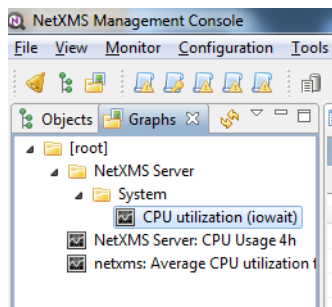 NetXMS Management Console
File View Monitor Configuration Tools
Objects Graphs
[root]
NetXMS Server
System
CPU utilization (iowait)
NetXMS Server: CPU Usage 4h
netxms: Average CPU utilization f